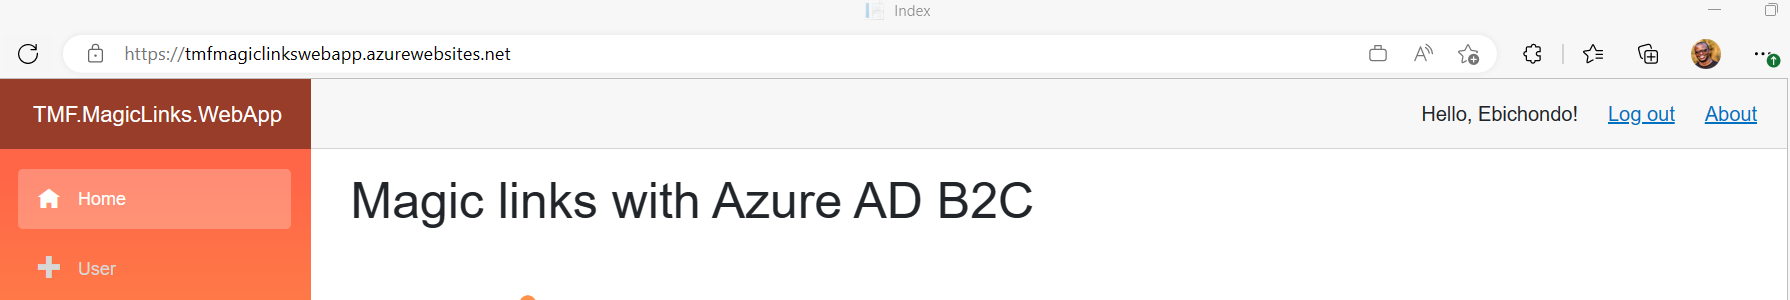 Index
https://tmfmagiclinkswebapp.azurewebsites.net
TMF.MagicLinks.WebApp
Hello, Ebichondo! Log out About
Home
Magic links with Azure AD B2C
User